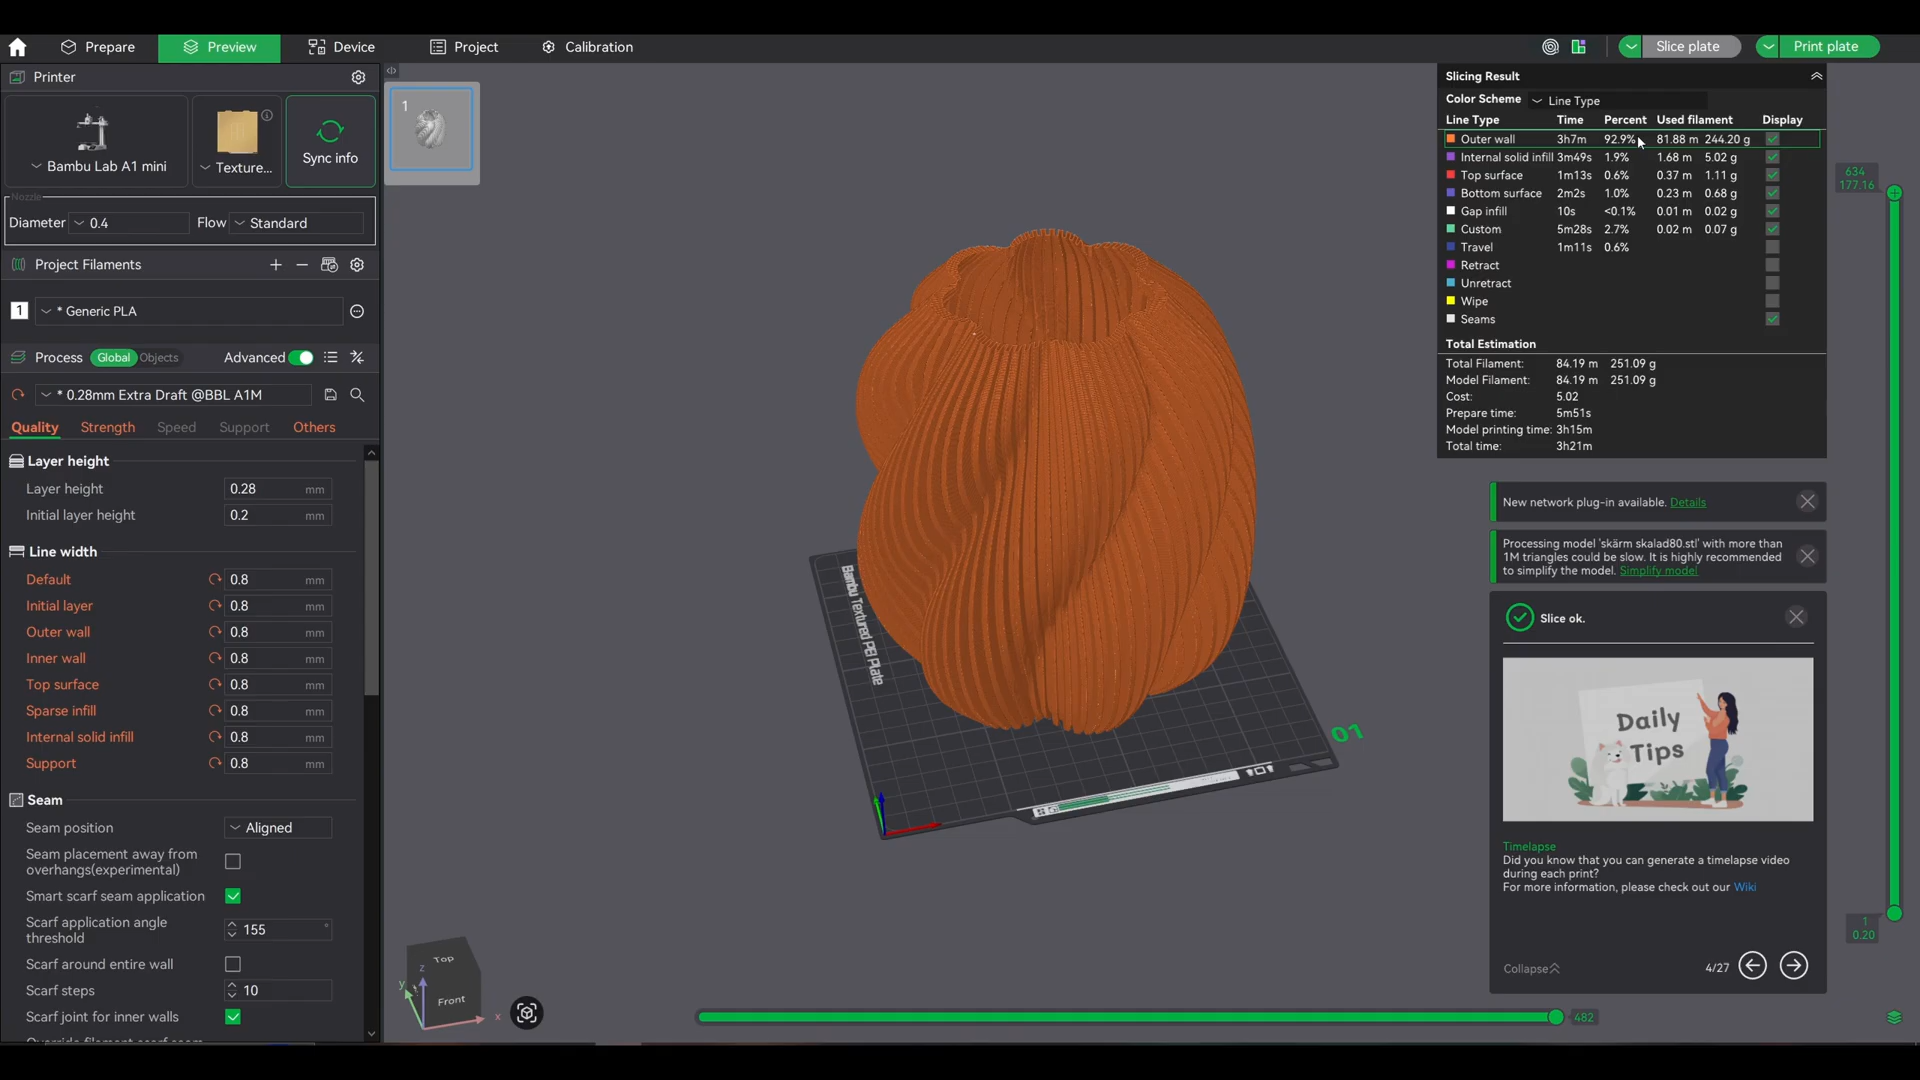 Prepare
Preview
Device
Project
Calibration
Slice plate
Print plate
Printer
Bambu Lab A1 mini
Texture...
Sync info
Nozzle
Diameter 0.4 Flow Standard
Project Filaments
1 * Generic PLA
Process Global Objects Advanced
* 0.28mm Extra Draft @BBL A1M
Quality Strength Speed Support Others
Layer height
Layer height 0.28 mm
Initial layer height 0.2 mm
Line width
Default 0.8 mm
Initial layer 0.8 mm
Outer wall 0.8 mm
Inner wall 0.8 mm
Top surface 0.8 mm
Sparse infill 0.8 mm
Internal solid infill 0.8 mm
Support 0.8 mm
Seam
Seam position Aligned
Seam placement away from
overhangs(experimental)
Smart scarf seam application
Scarf application angle
threshold 155 °
Scarf around entire wall
Scarf steps 10
Scarf joint for inner walls
1
Bambu Textured PEI Plate
01
Top
Front
z
y
x
482
Slicing Result
Color Scheme Line Type
Line Type Time Percent Used filament Display
Outer wall 3h7m 92.9% 81.88 m 244.20 g
Internal solid infill 3m49s 1.9% 1.68 m 5.02 g
Top surface 1m13s 0.6% 0.37 m 1.11 g
Bottom surface 2m2s 1.0% 0.23 m 0.68 g
Gap infill 10s <0.1% 0.01 m 0.02 g
Custom 5m28s 2.7% 0.02 m 0.07 g
Travel 1m11s 0.6%
Retract
Unretract
Wipe
Seams
Total Estimation
Total Filament: 84.19 m 251.09 g
Model Filament: 84.19 m 251.09 g
Cost: 5.02
Prepare time: 5m51s
Model printing time: 3h15m
Total time: 3h21m
634
177.16
New network plug-in available. Details
Processing model 'skärm skalad80.stl' with more than
1M triangles could be slow. It is highly recommended
to simplify the model. Simplify model
Slice ok.
Daily
Tips
Timelapse
Did you know that you can generate a timelapse video
during each print?
For more information, please check out our Wiki
Collapse
4/27
1
0.20